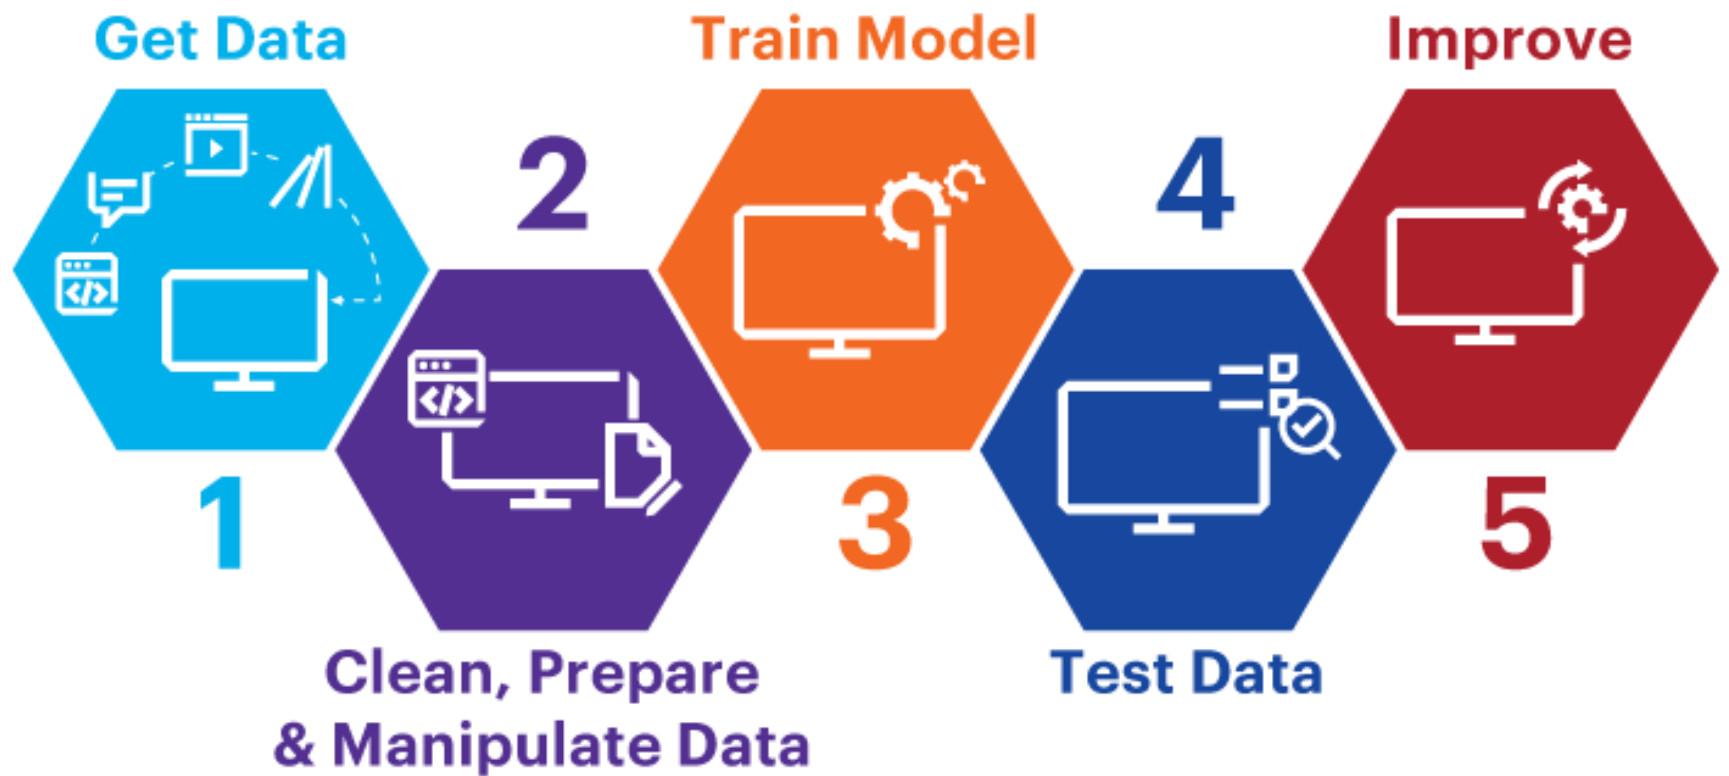 Get Data
1
2
Clean, Prepare
& Manipulate Data
Train Model
3
4
Test Data
Improve
5